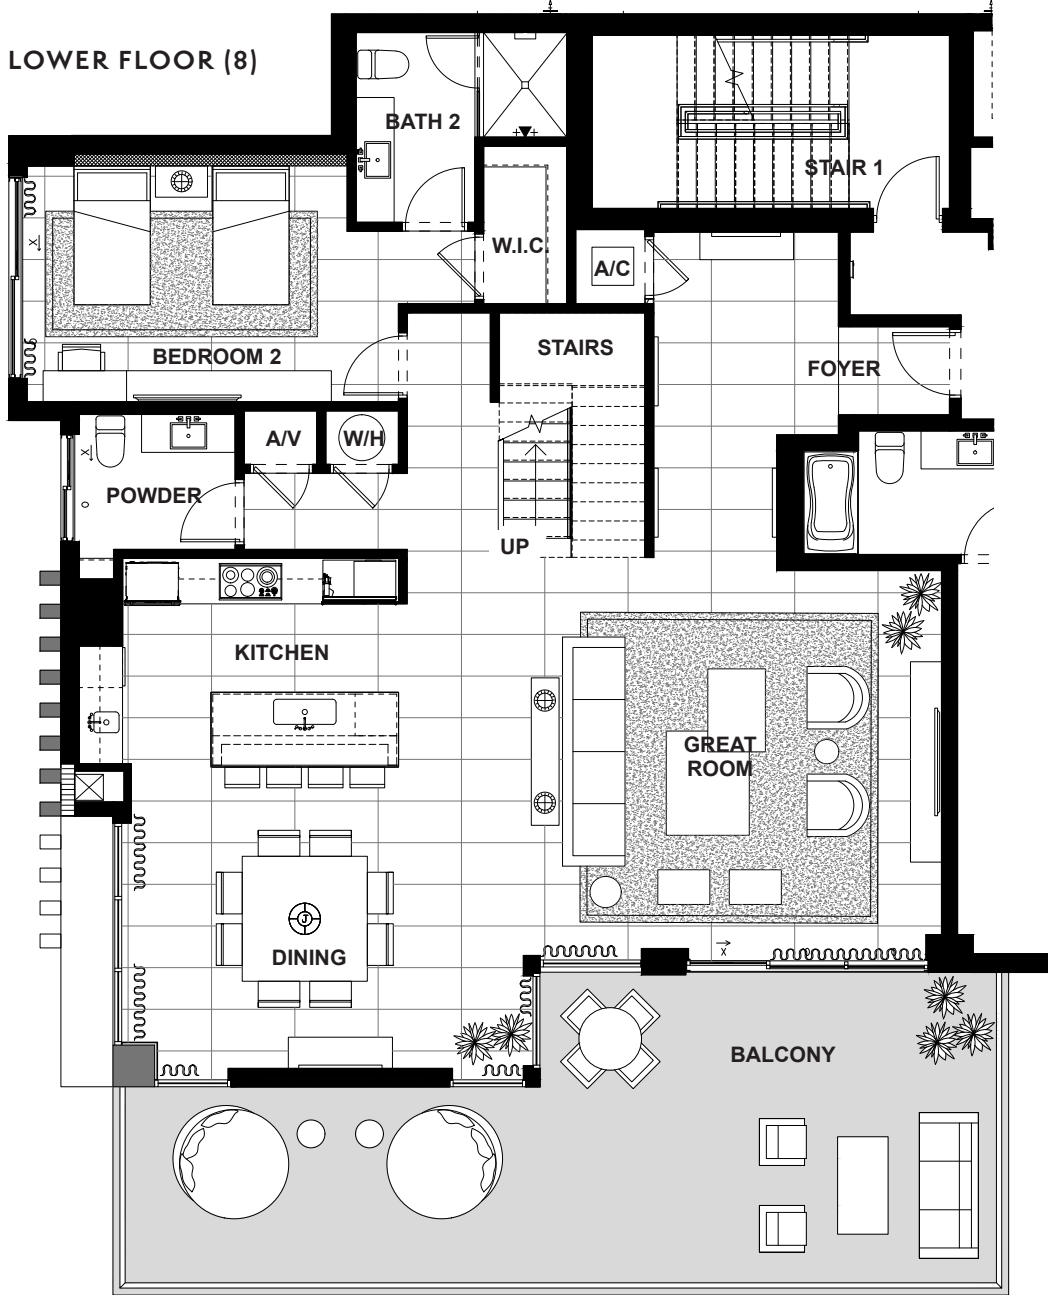 LOWER FLOOR (8)
BATH 2
STAIR 1
W.I.C.
A/C
X
STAIRS
BEDROOM 2
FOYER
A/V
W/H
X
POWDER
UP
KITCHEN
GREAT
ROOM
J
DINING
X
BALCONY